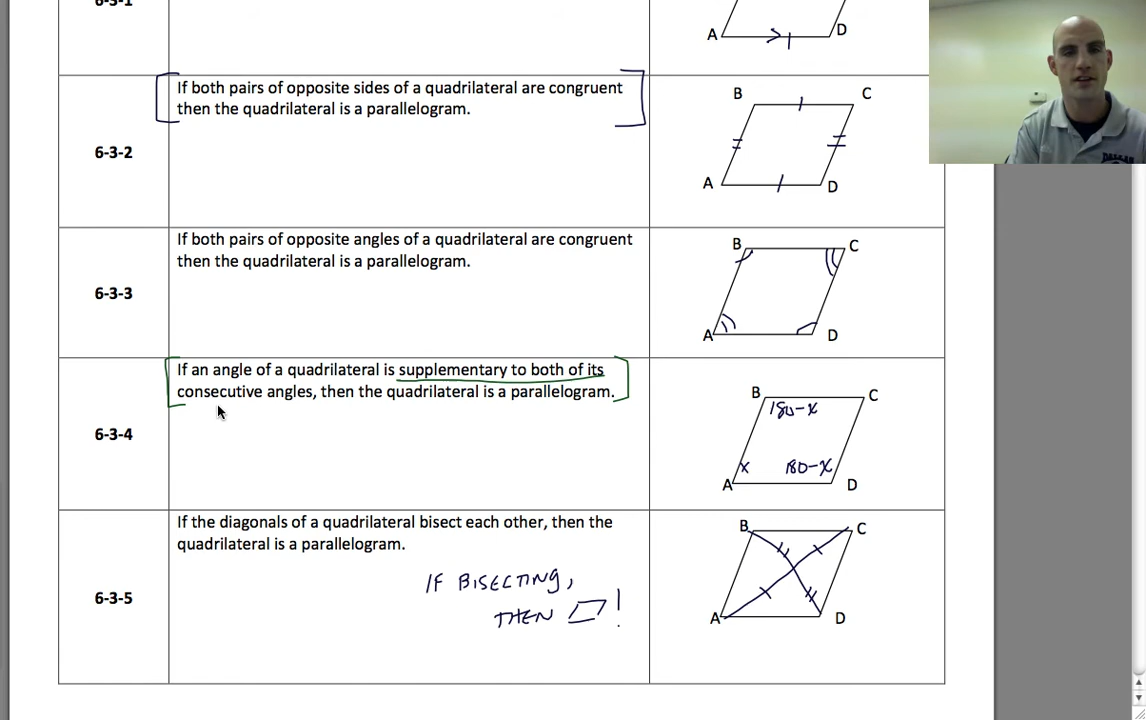 6-3-1
A D
If both pairs of opposite sides of a quadrilateral are congruent
then the quadrilateral is a parallelogram.
6-3-2
B C
A D
If both pairs of opposite angles of a quadrilateral are congruent
then the quadrilateral is a parallelogram.
6-3-3
B C
A D
If an angle of a quadrilateral is supplementary to both of its
consecutive angles, then the quadrilateral is a parallelogram.
6-3-4
B C
180-x
x 180-x
A D
If the diagonals of a quadrilateral bisect each other, then the
quadrilateral is a parallelogram.
6-3-5
IF BISECTING,
THEN ▱!
B C
A D
DALLAS